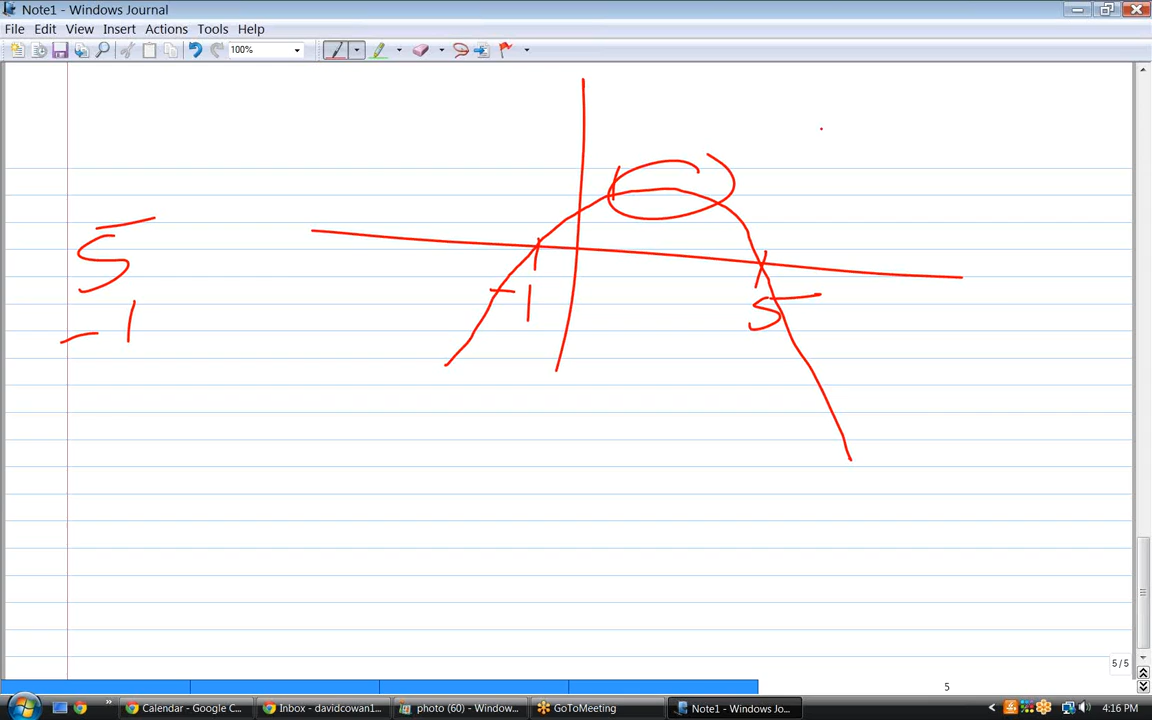 Note1 - Windows Journal
File Edit View Insert Actions Tools Help
100%
5
-1
-1
5
5/5
5
Calendar - Google C...
Inbox - davidcowan1...
photo (60) - Window...
GoToMeeting
Note1 - Windows Jo...
4:16 PM